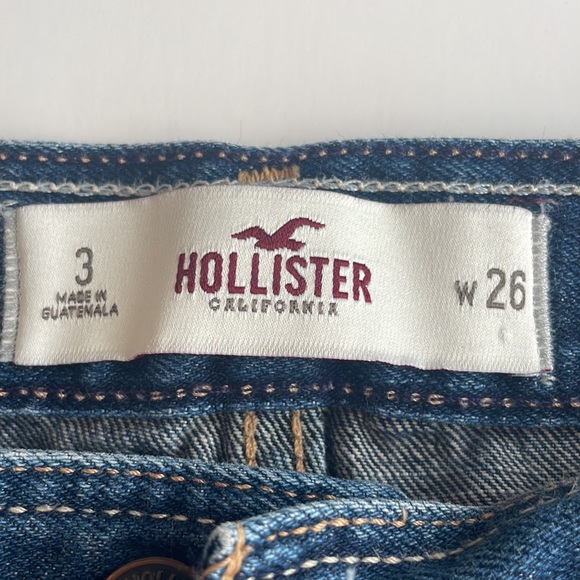 3
MADE IN
GUATEMALA
HOLLISTER
CALIFORNIA
W 26